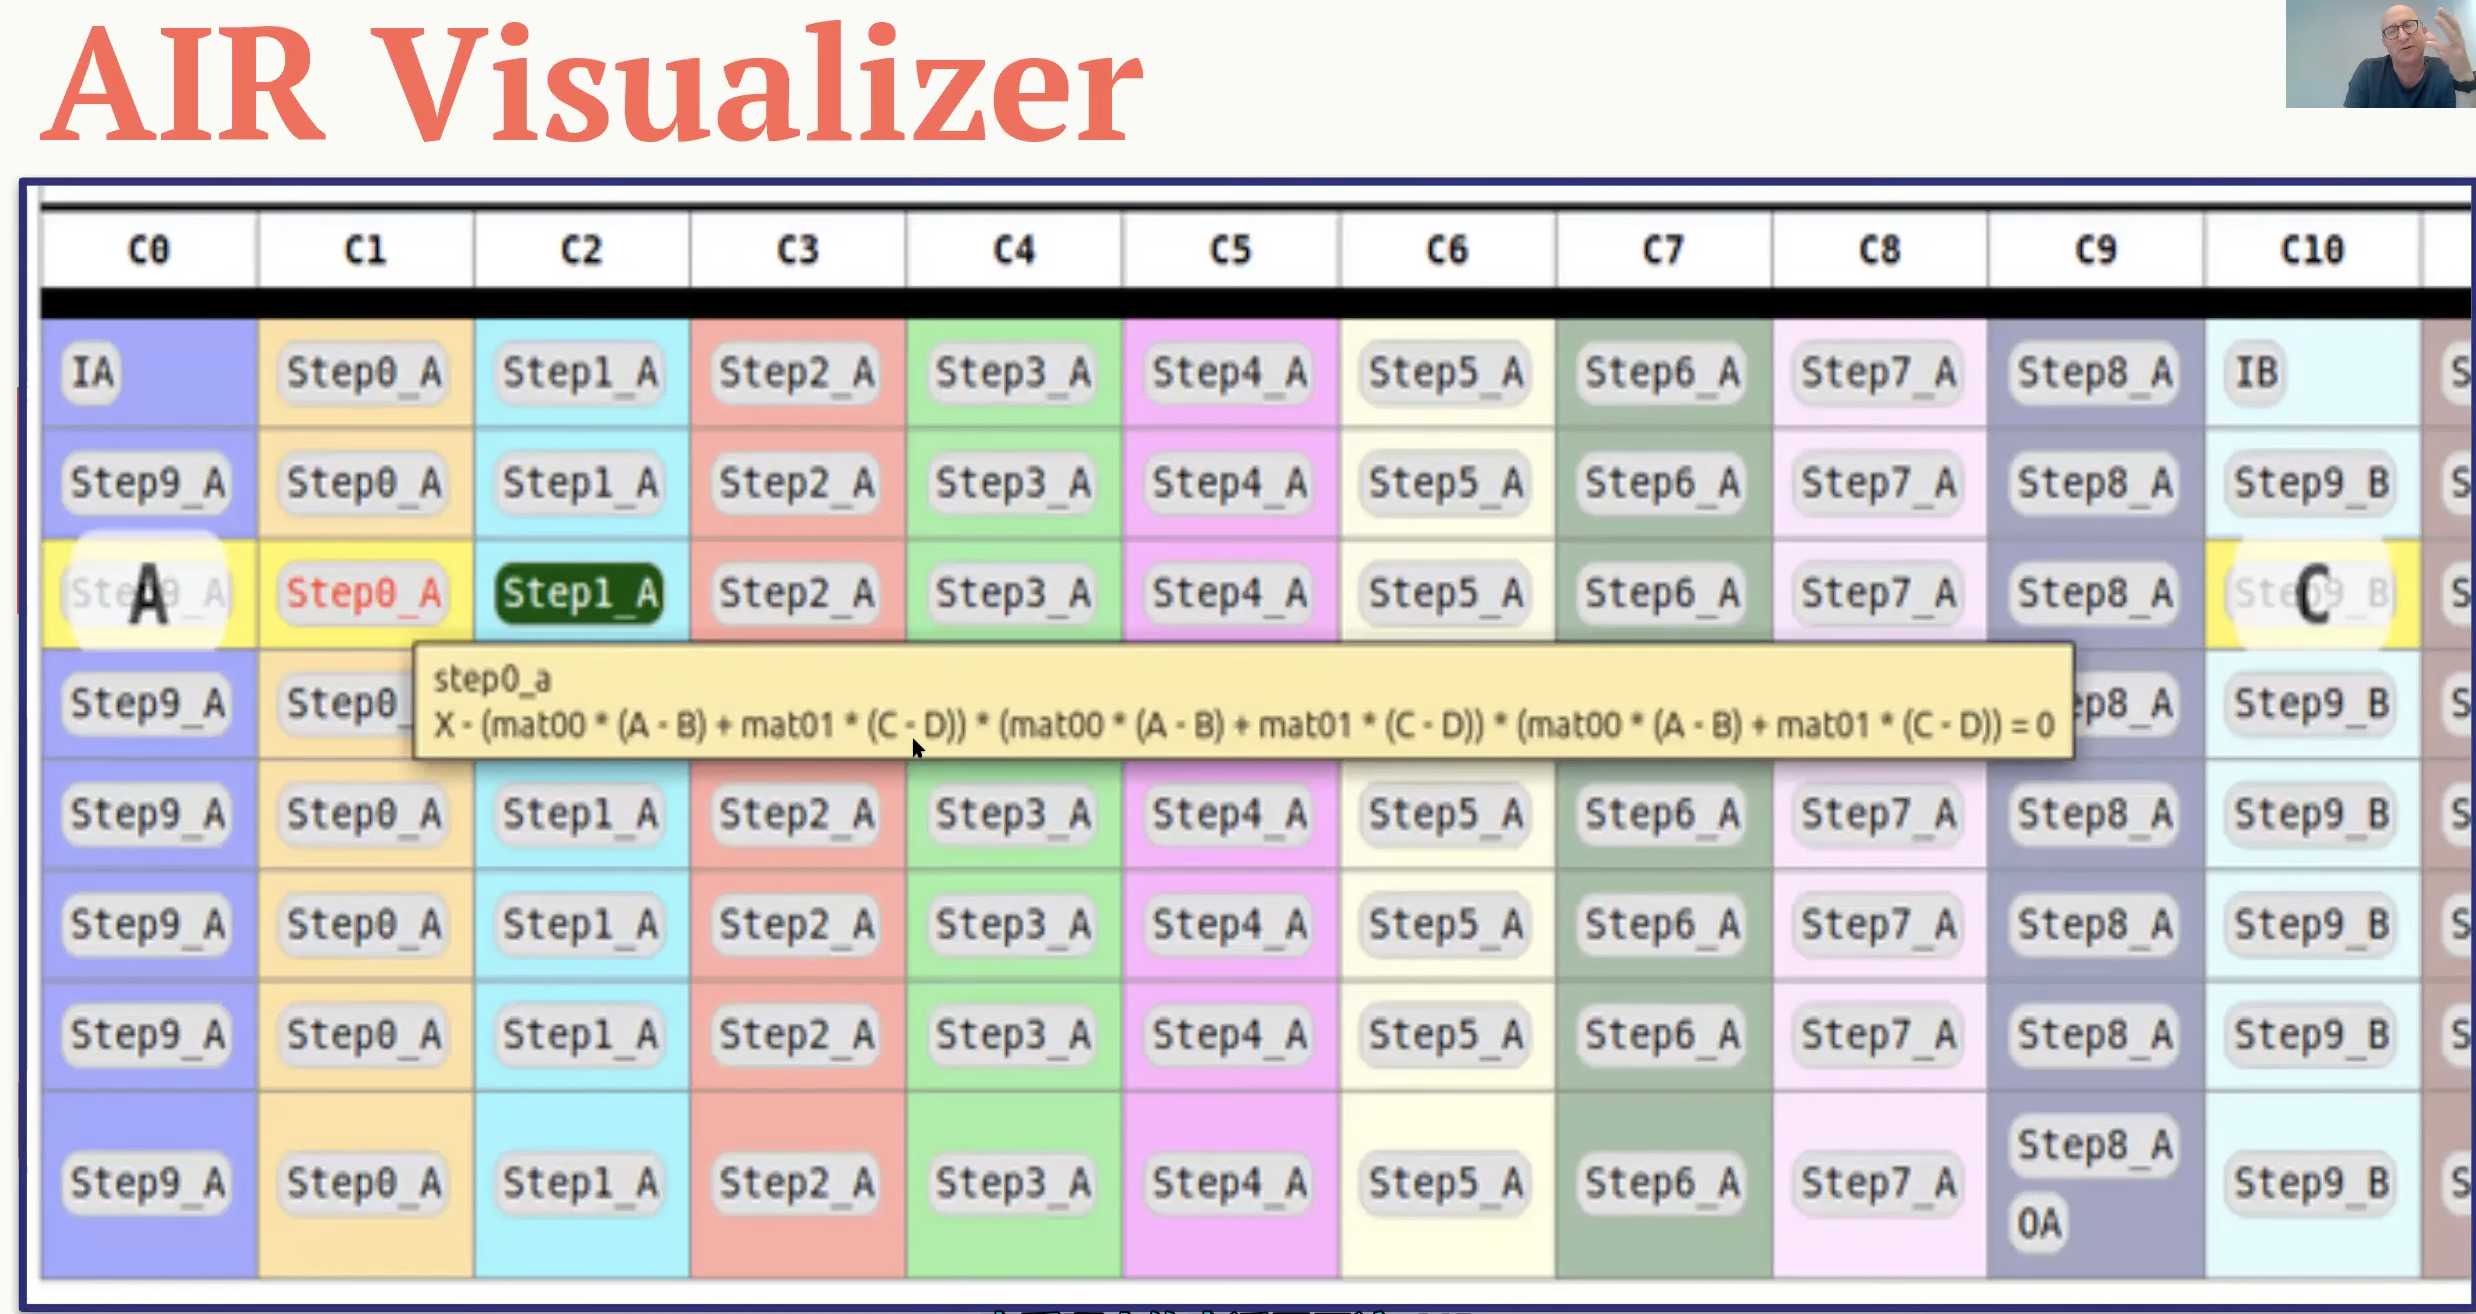 AIR Visualizer
C0 C1 C2 C3 C4 C5 C6 C7 C8 C9 C10
IA Step0_A Step1_A Step2_A Step3_A Step4_A Step5_A Step6_A Step7_A Step8_A IB
Step9_A Step0_A Step1_A Step2_A Step3_A Step4_A Step5_A Step6_A Step7_A Step8_A Step9_B
A Step0_A Step1_A Step2_A Step3_A Step4_A Step5_A Step6_A Step7_A Step8_A C
step0_a
X - (mat00 * (A - B) + mat01 * (C - D)) * (mat00 * (A - B) + mat01 * (C - D)) * (mat00 * (A - B) + mat01 * (C - D)) = 0
Step9_A Step0_ ep8_A Step9_B
Step9_A Step0_A Step1_A Step2_A Step3_A Step4_A Step5_A Step6_A Step7_A Step8_A Step9_B
Step9_A Step0_A Step1_A Step2_A Step3_A Step4_A Step5_A Step6_A Step7_A Step8_A Step9_B
Step9_A Step0_A Step1_A Step2_A Step3_A Step4_A Step5_A Step6_A Step7_A Step8_A Step9_B
Step9_A Step0_A Step1_A Step2_A Step3_A Step4_A Step5_A Step6_A Step7_A Step8_A Step9_B
OA